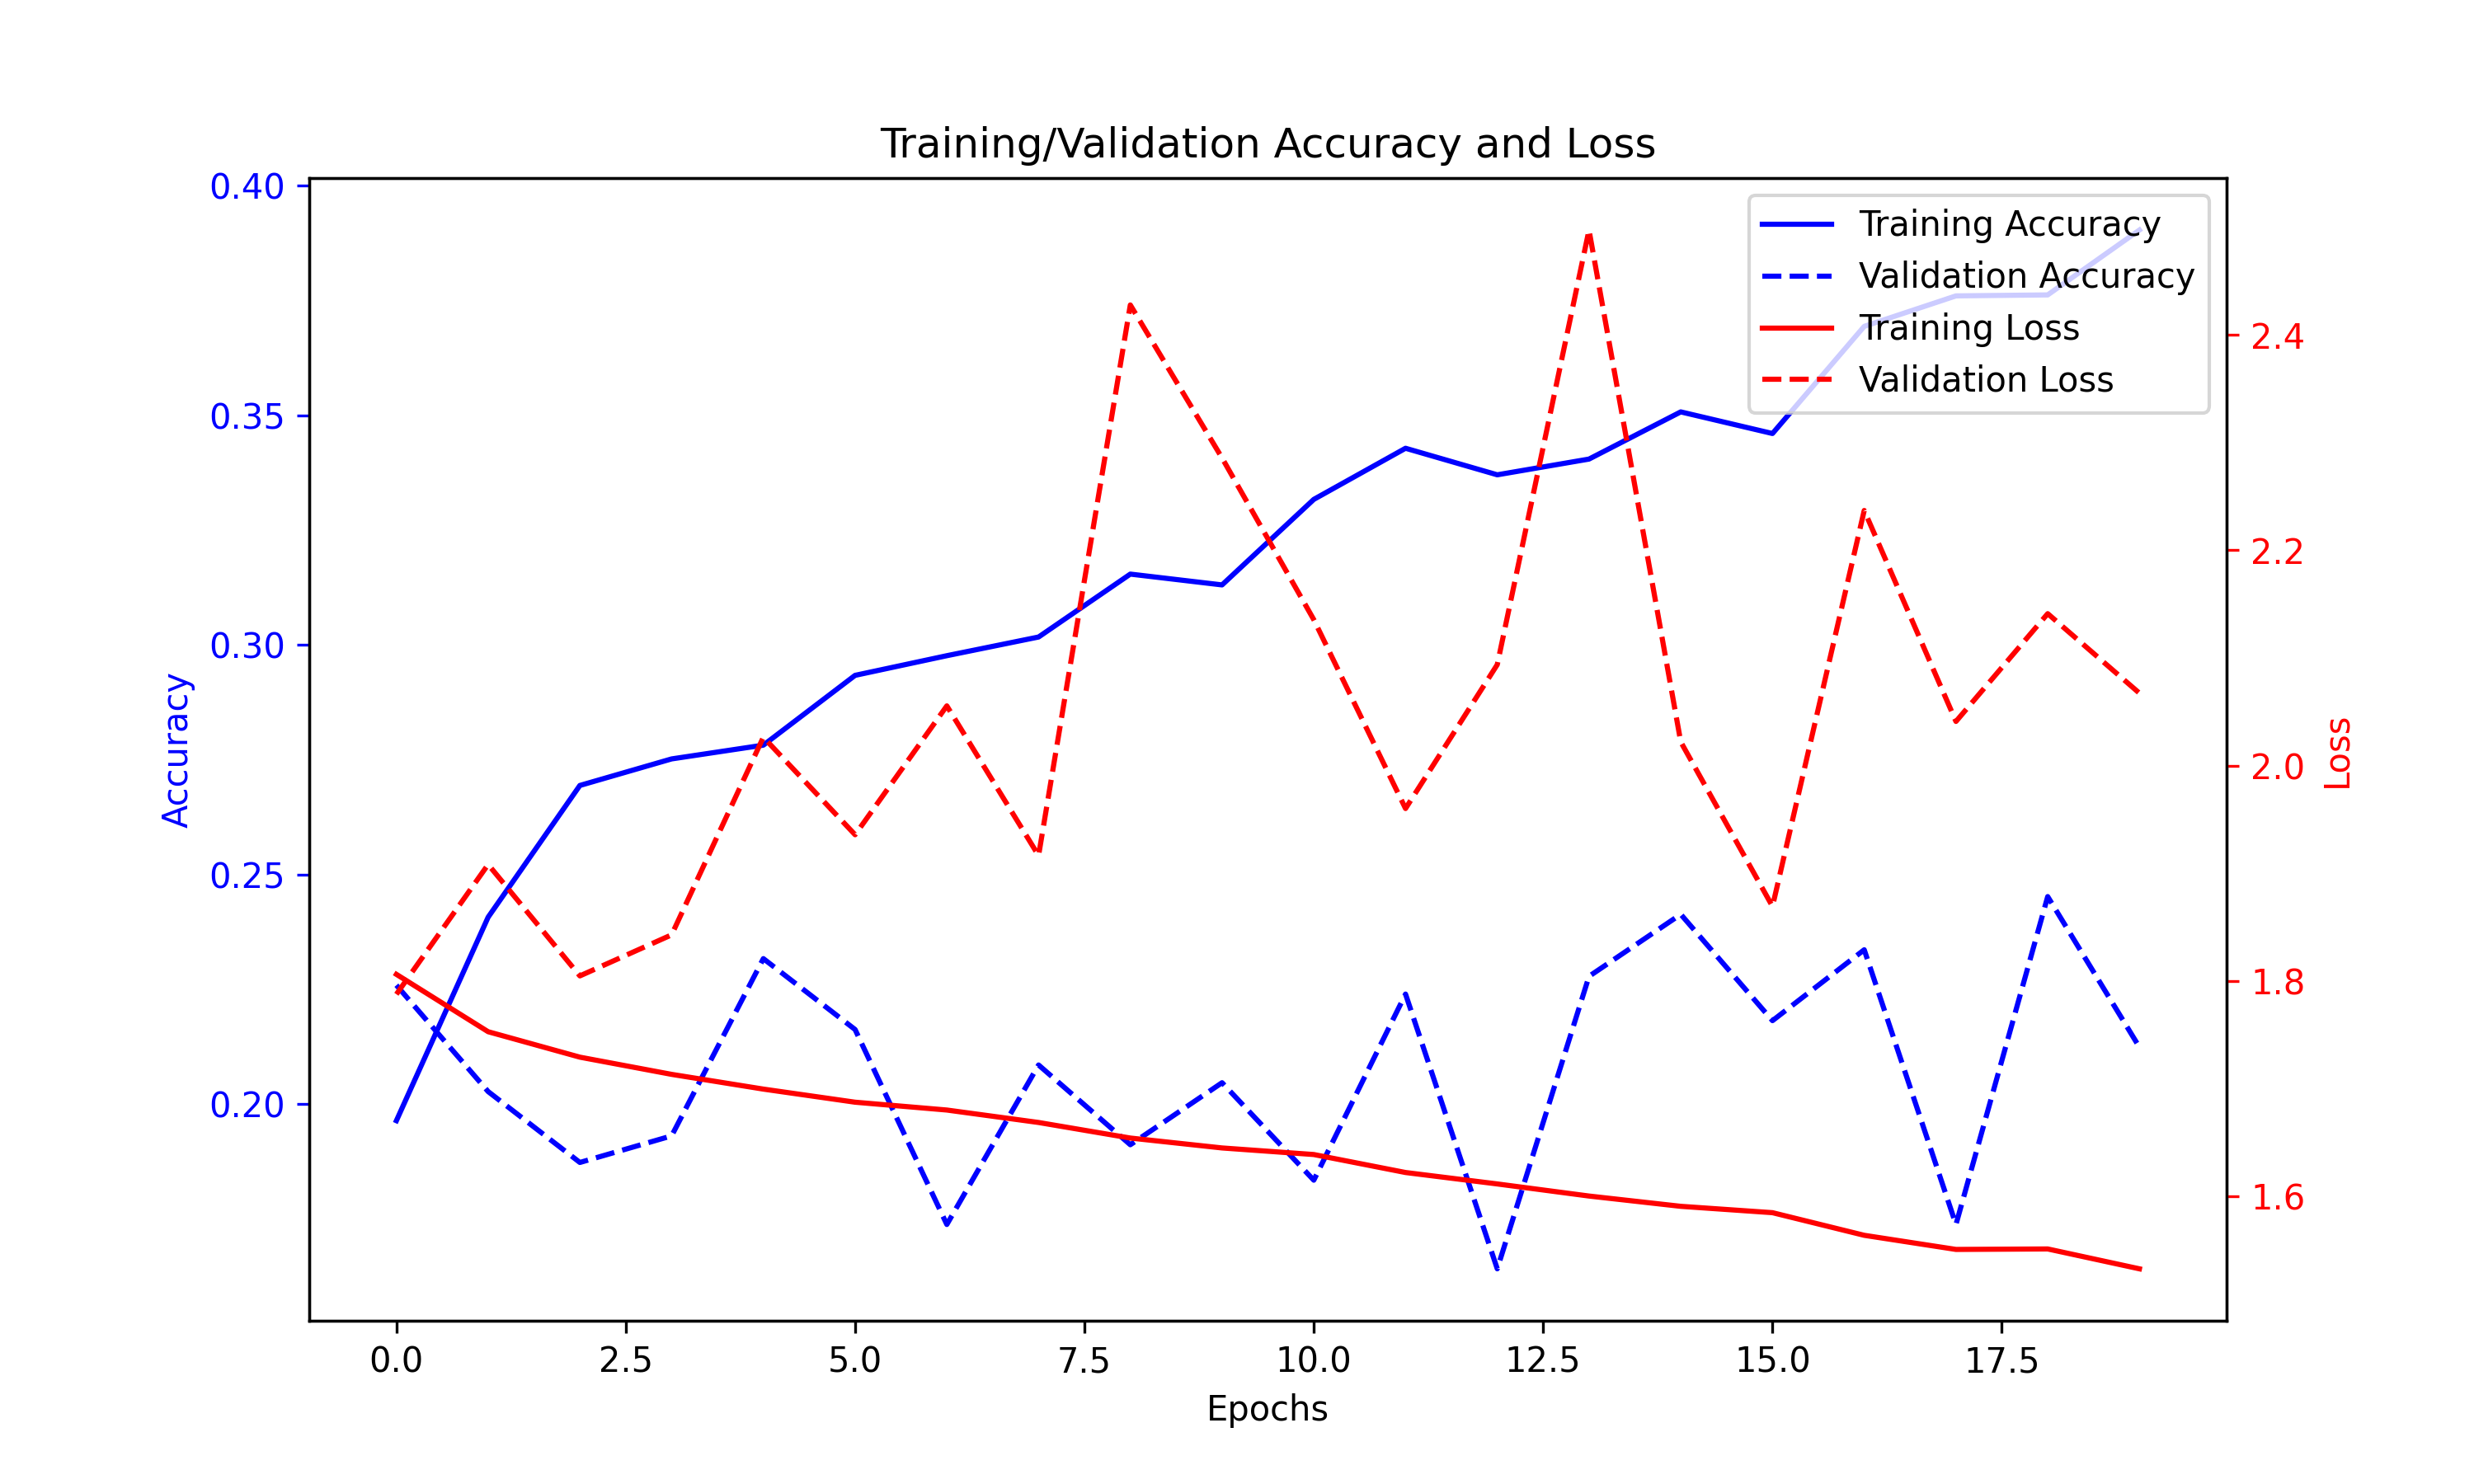 Training/Validation Accuracy and Loss
Training Accuracy
Validation Accuracy
Training Loss
Validation Loss
0.40
0.35
0.30
0.25
0.20
Accuracy
2.4
2.2
2.0
1.8
1.6
Loss
0.0 2.5 5.0 7.5 10.0 12.5 15.0 17.5
Epochs